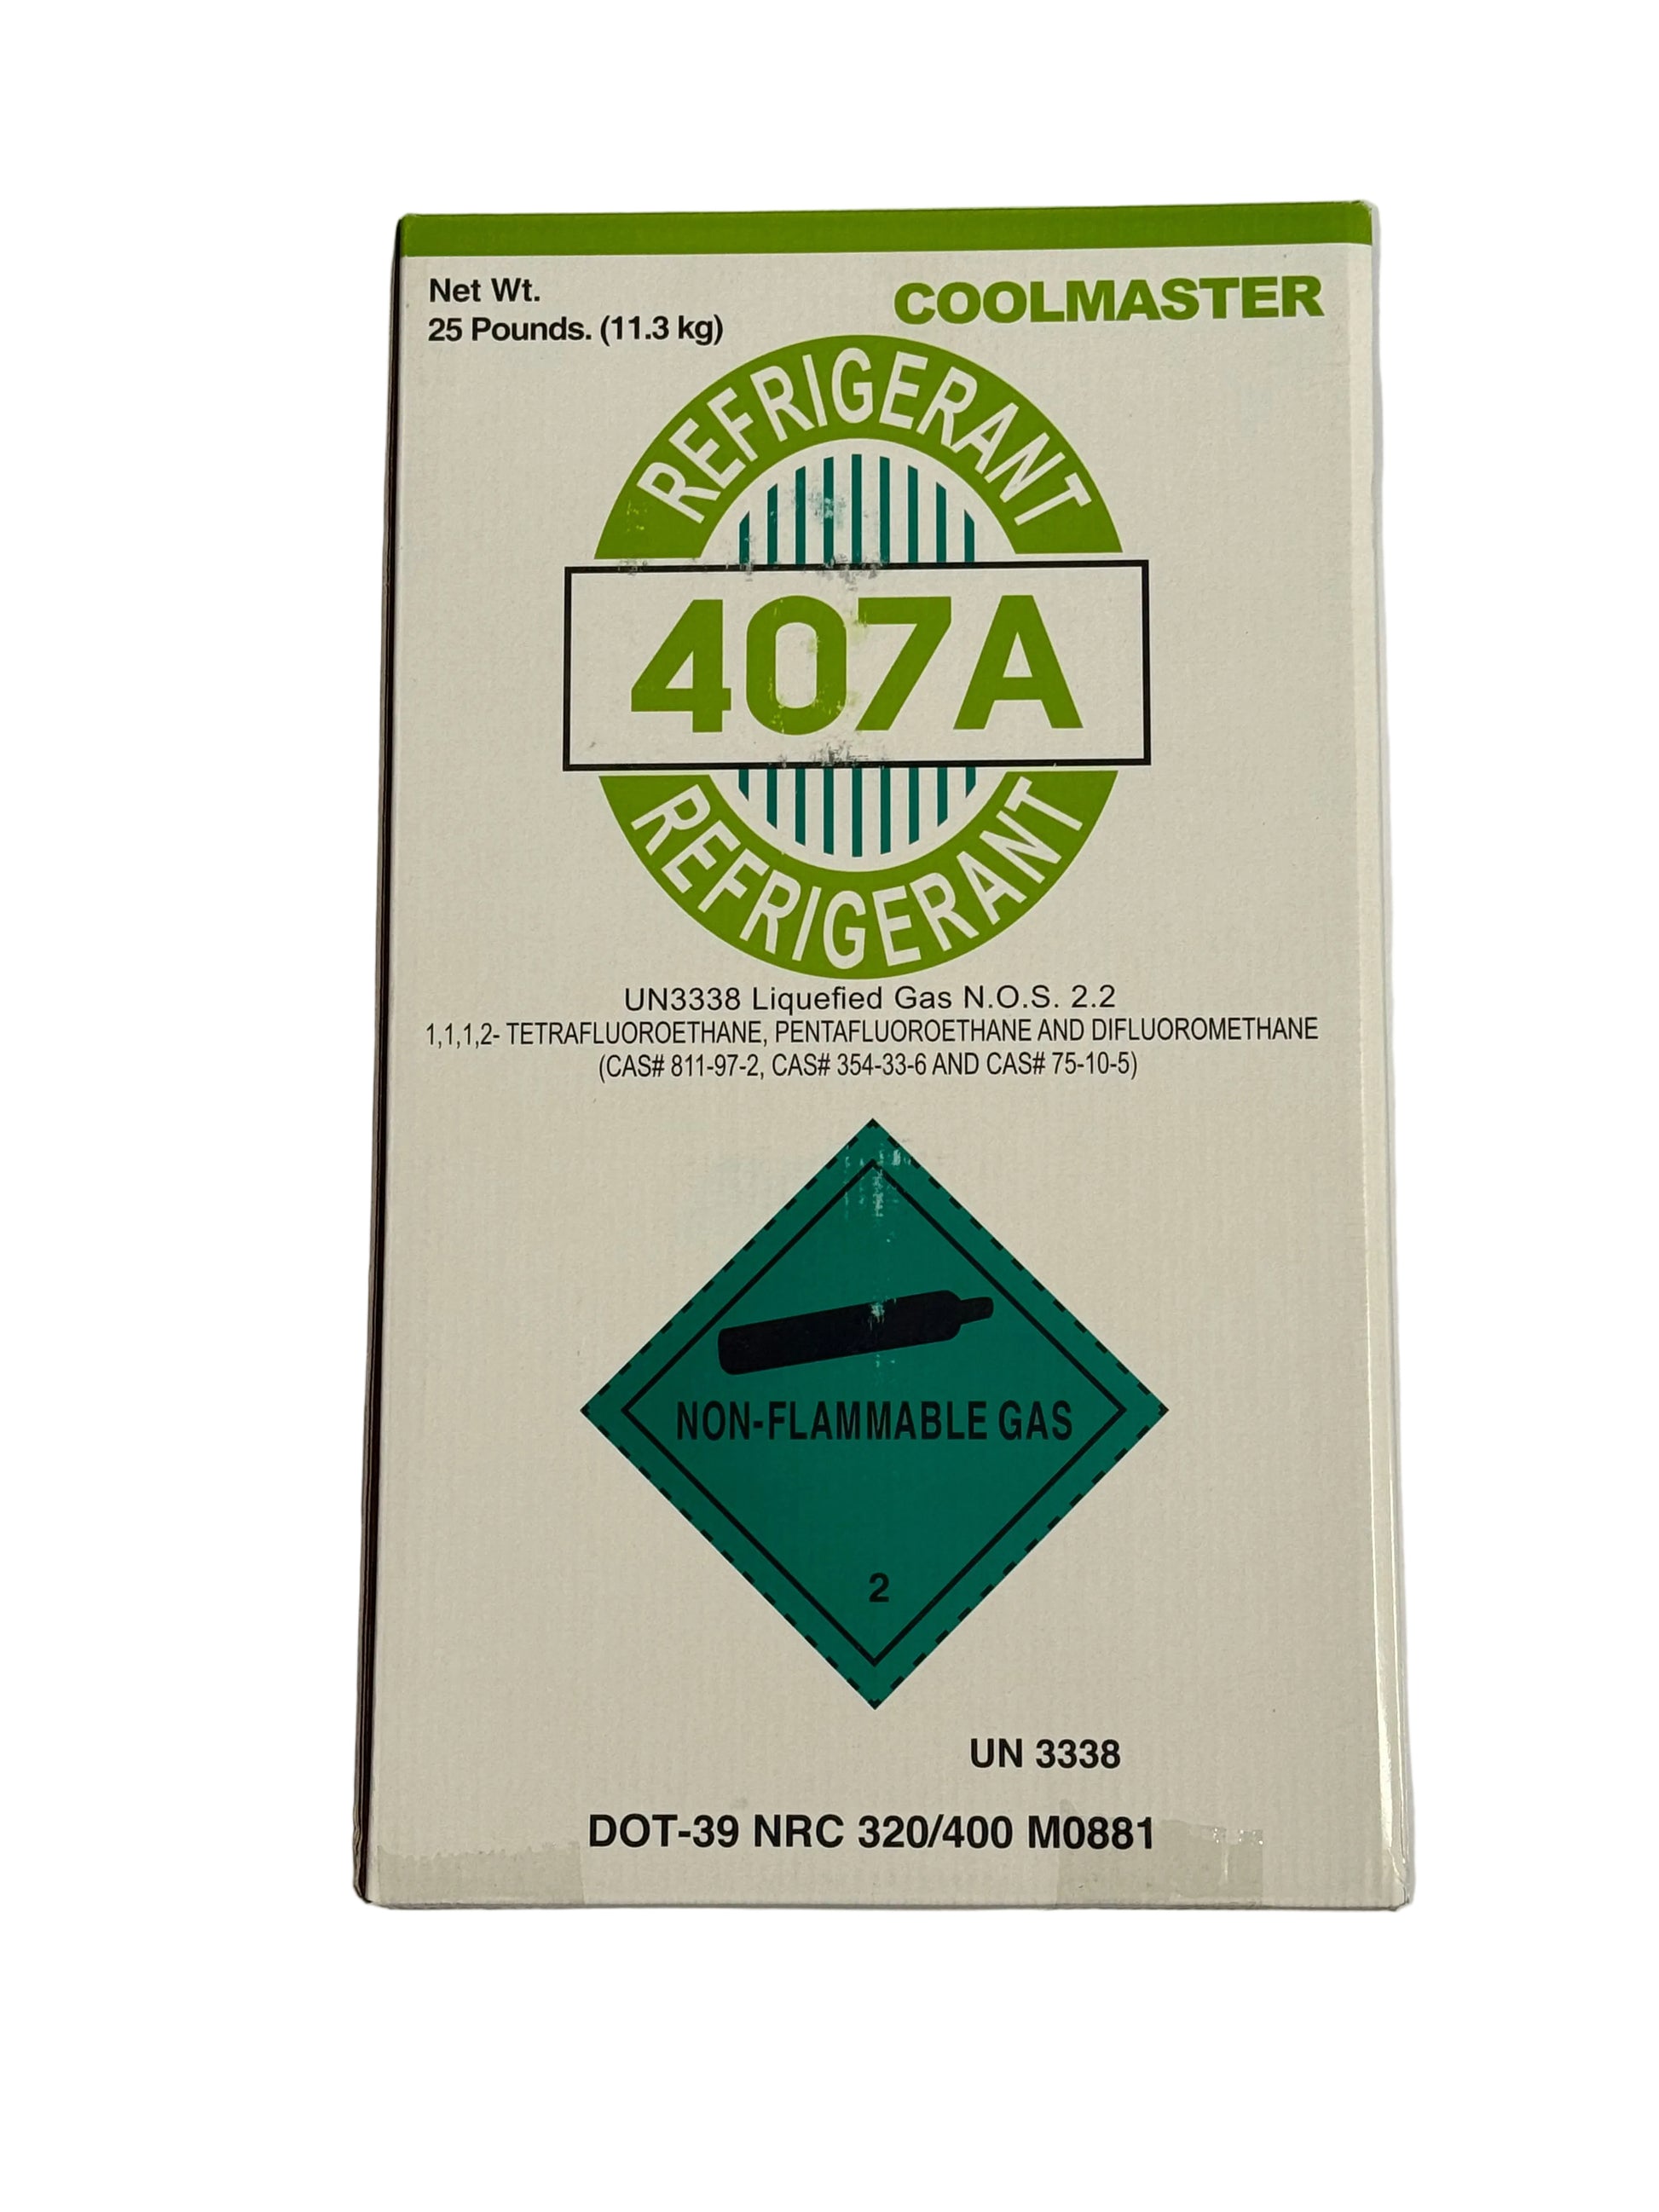 Net Wt.
25 Pounds. (11.3 kg)
COOLMASTER
REFRIGERANT
407A
REFRIGERANT
UN3338 Liquefied Gas N.O.S. 2.2
1,1,1,2- TETRAFLUOROETHANE, PENTAFLUOROETHANE AND DIFLUOROMETHANE
(CAS# 811-97-2, CAS# 354-33-6 AND CAS# 75-10-5)
NON-FLAMMABLE GAS
2
UN 3338
DOT-39 NRC 320/400 M0881